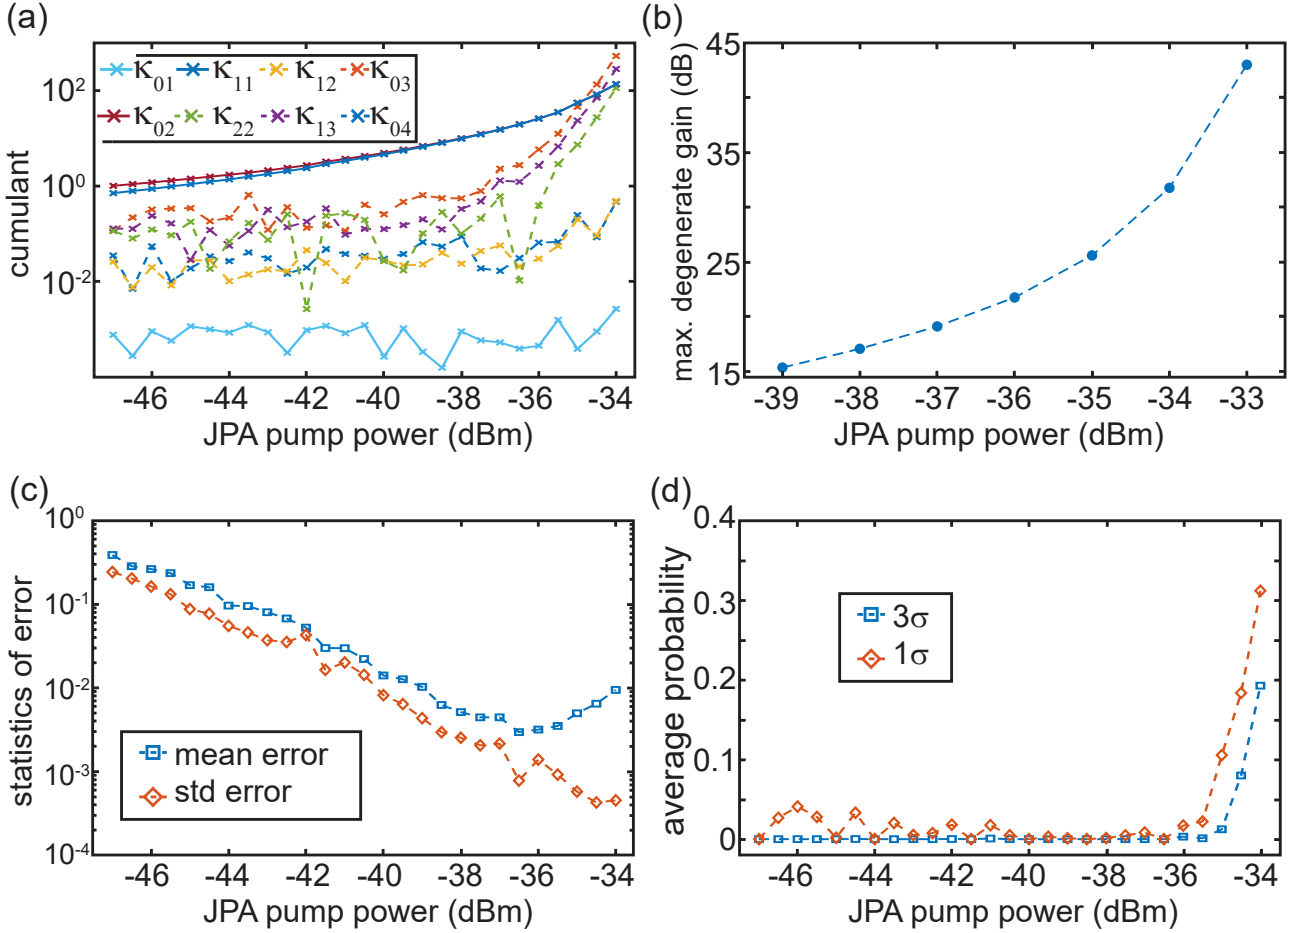 (a)
κ01 κ11 κ12 κ03
κ02 κ22 κ13 κ04
10^2
10^0
10^-2
cumulant
-46 -44 -42 -40 -38 -36 -34
JPA pump power (dBm)
(b)
45
35
25
15
max. degenerate gain (dB)
-39 -38 -37 -36 -35 -34 -33
JPA pump power (dBm)
(c)
10^0
10^-1
10^-2
10^-3
10^-4
statistics of error
mean error
std error
-46 -44 -42 -40 -38 -36 -34
JPA pump power (dBm)
(d)
0.4
0.3
0.2
0.1
0
average probability
3σ
1σ
-46 -44 -42 -40 -38 -36 -34
JPA pump power (dBm)